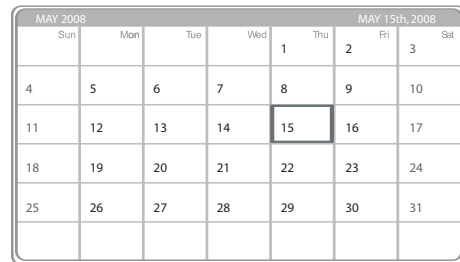 MAY 2008 MAY 15th, 2008
Sun Mon Tue Wed Thu Fri Sat
1 2 3
4 5 6 7 8 9 10
11 12 13 14 15 16 17
18 19 20 21 22 23 24
25 26 27 28 29 30 31